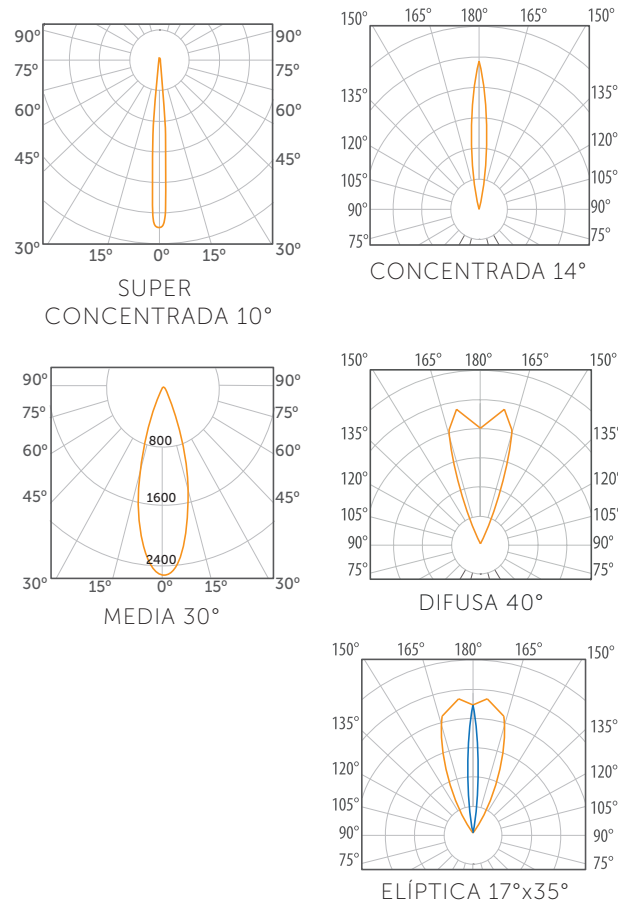 90° 90°
75° 75°
60° 60°
45° 45°
30° 15° 0° 15° 30°
SUPER
CONCENTRADA 10°
150° 165° 180° 165° 150°
135° 135°
120° 120°
105° 105°
90° 90°
75° 75°
CONCENTRADA 14°
90° 90°
75° 75°
60° 60°
800
45° 45°
1600
2400
30° 15° 0° 15° 30°
MEDIA 30°
150° 165° 180° 165° 150°
135° 135°
120° 120°
105° 105°
90° 90°
75° 75°
DIFUSA 40°
150° 165° 180° 165° 150°
135° 135°
120° 120°
105° 105°
90° 90°
75° 75°
ELÍPTICA 17°x35°